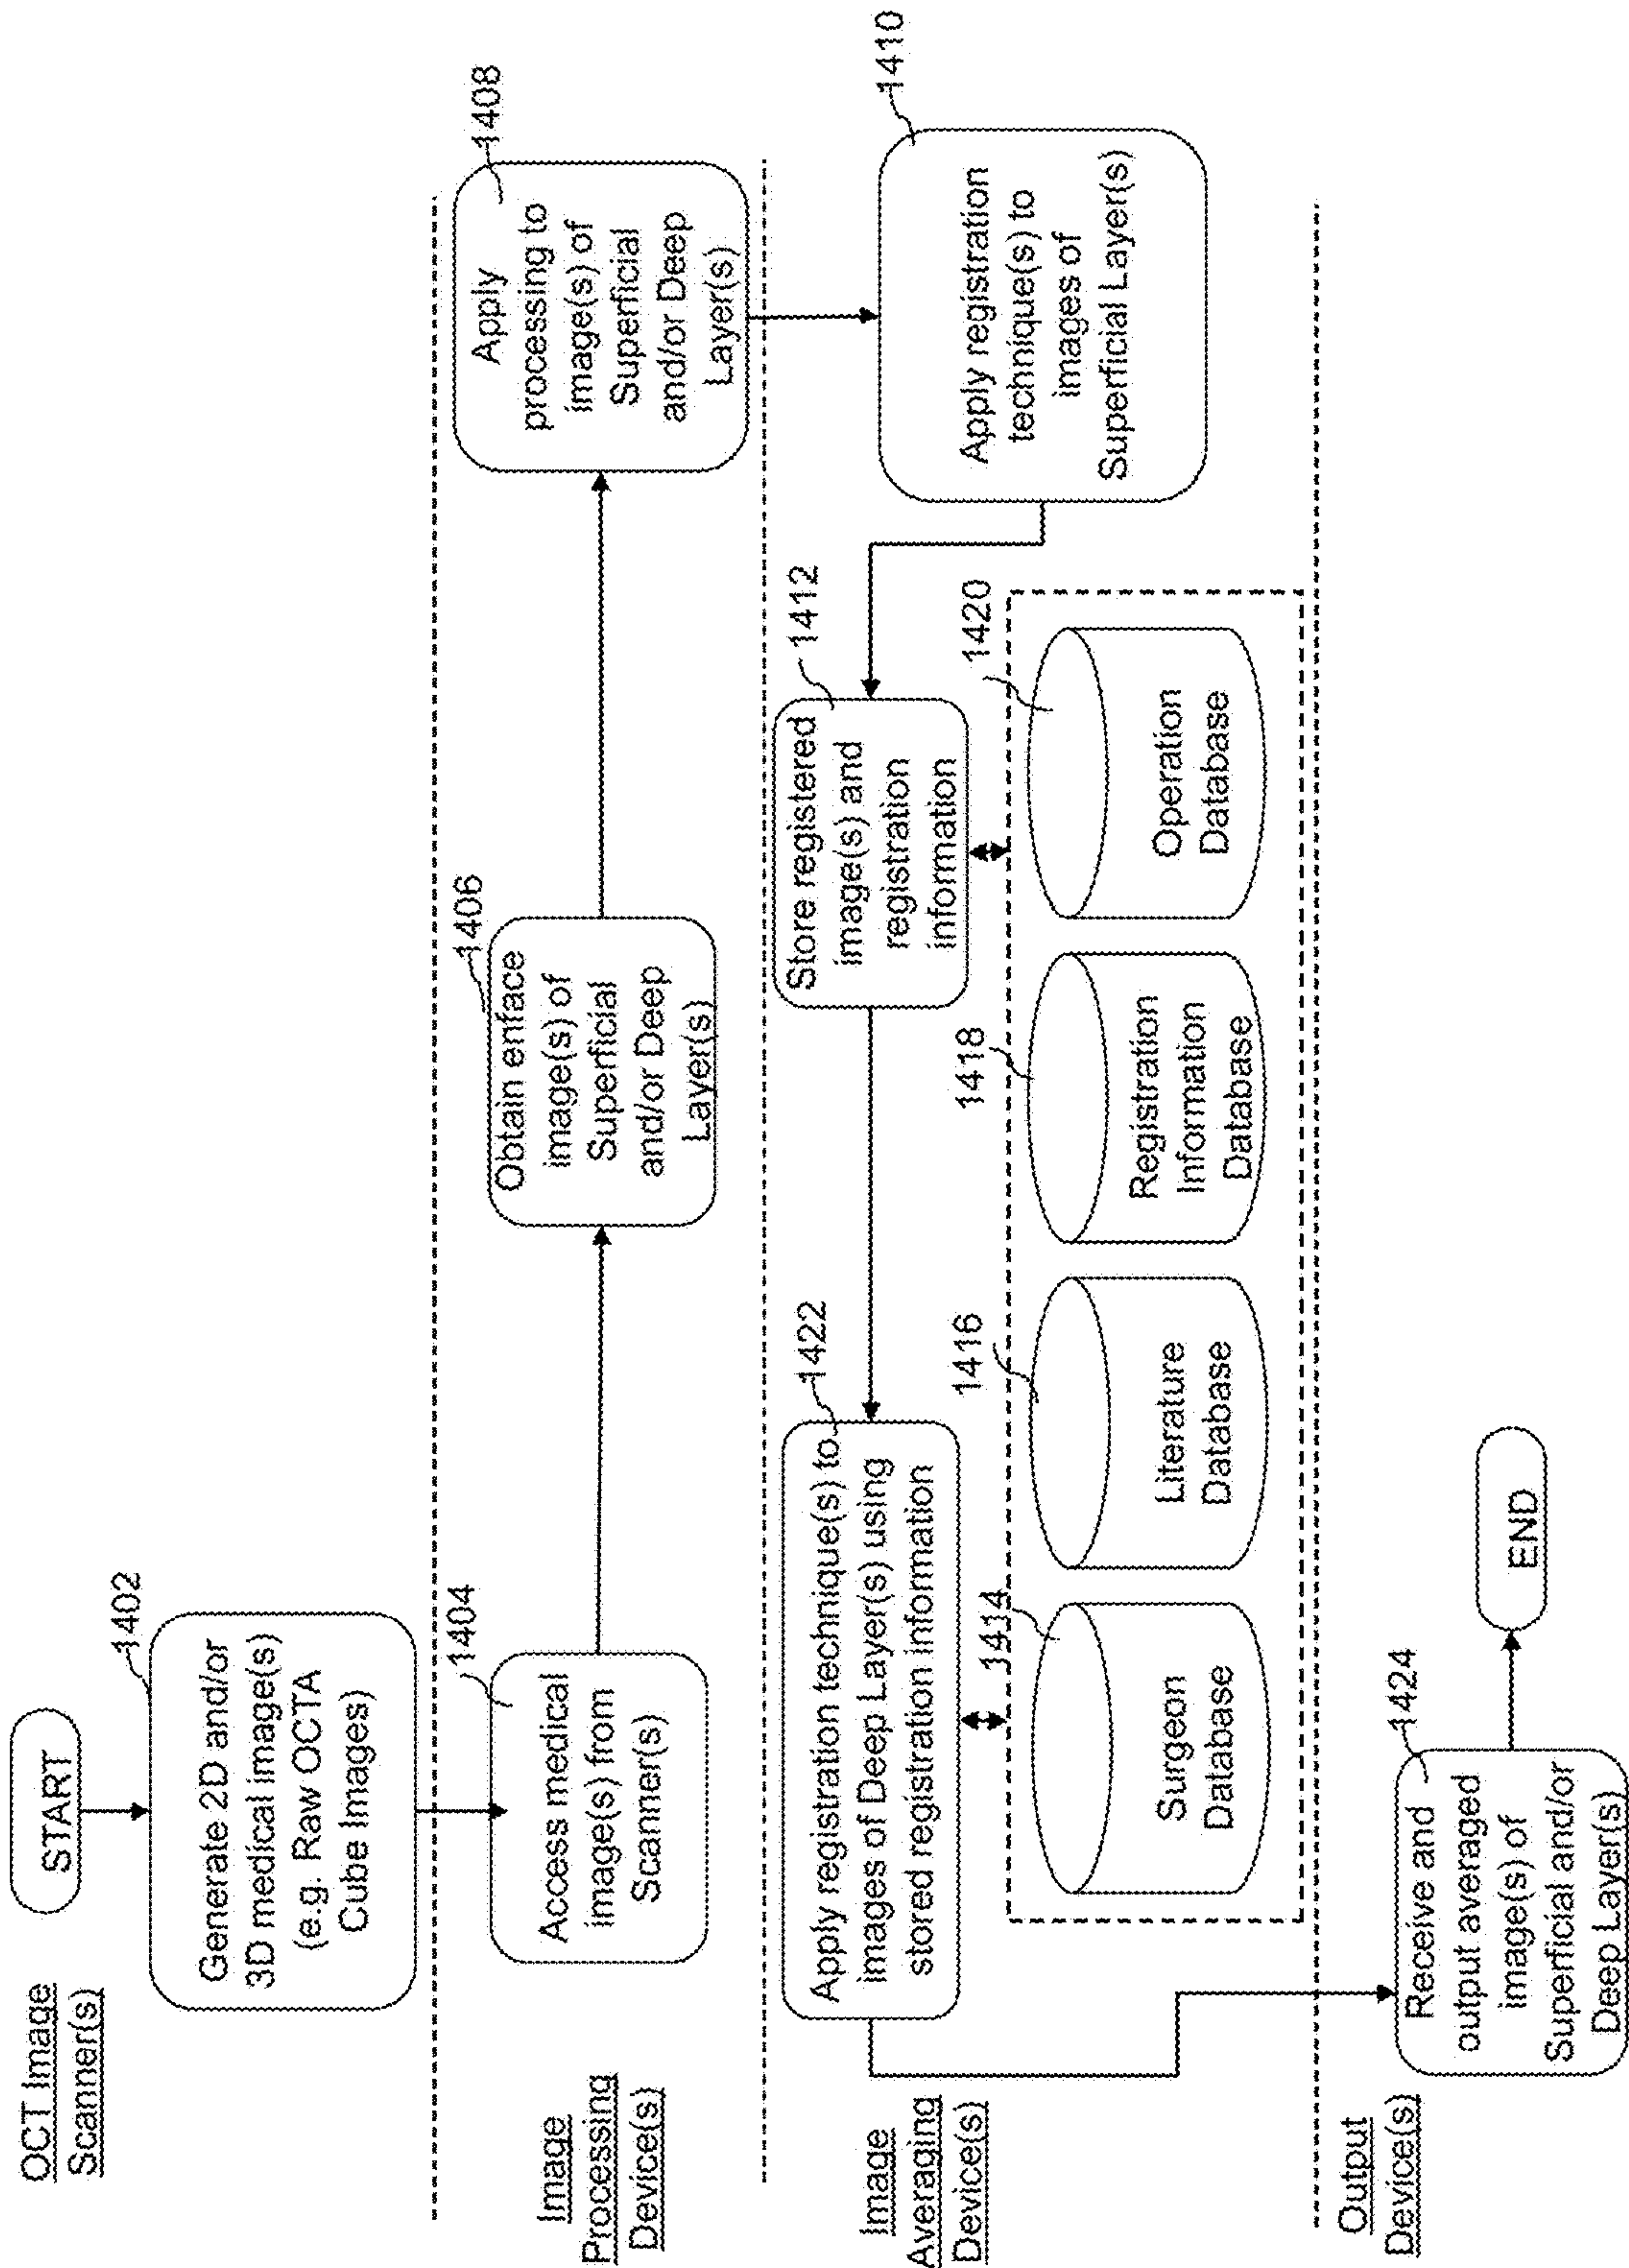 OCT Image
Scanner(s)
START
1402
Generate 2D and/or
3D medical image(s)
(e.g. Raw OCTA
Cube Images)
Image
Processing
Device(s)
1404
Access medical
image(s) from
Scanner(s)
1406
Obtain enface
image(s) of
Superficial
and/or Deep
Layer(s)
1408
Apply
processing to
image(s) of
Superficial
and/or Deep
Layer(s)
Image
Averaging
Device(s)
1422
Apply registration technique(s) to
images of Deep Layer(s) using
stored registration information
1412
Store registered
image(s) and
registration
information
1410
Apply registration
technique(s) to
images of
Superficial Layer(s)
1414
Surgeon
Database
1416
Literature
Database
1418
Registration
Information
Database
1420
Operation
Database
Output
Device(s)
1424
Receive and
output averaged
image(s) of
Superficial and/or
Deep Layer(s)
END